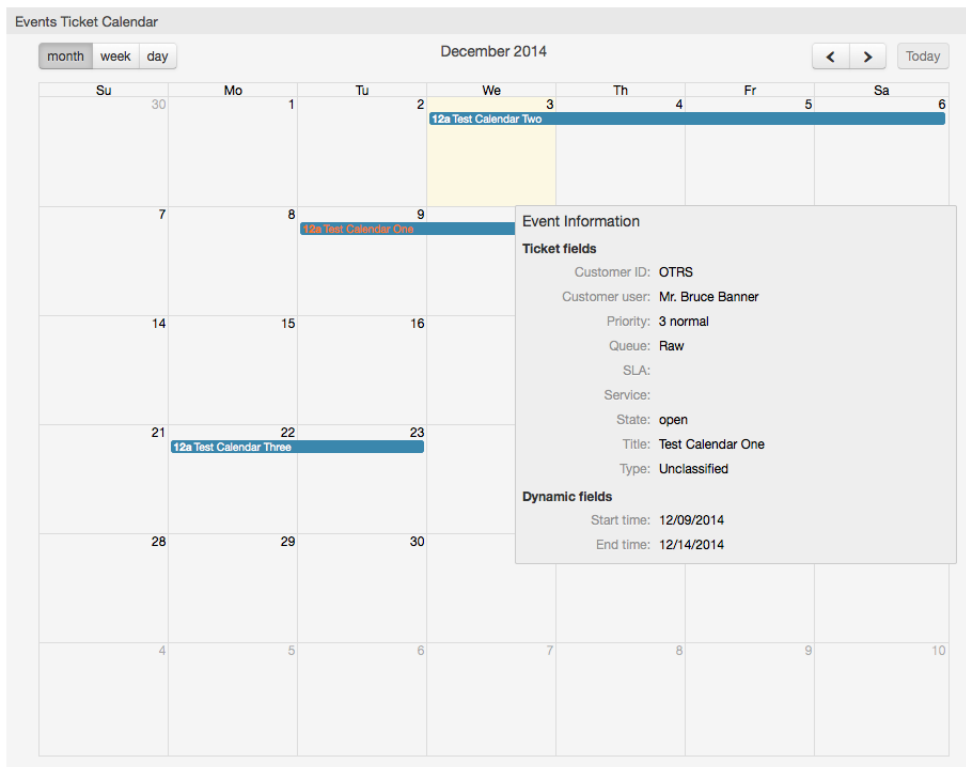 Events Ticket Calendar
month week day December 2014 < > Today
Su Mo Tu We Th Fr Sa
30 1 2 3 4 5 6
12a Test Calendar Two
7 8 9
12a Test Calendar One
Event Information
Ticket fields
Customer ID: OTRS
Customer user: Mr. Bruce Banner
Priority: 3 normal
14 15 16
Queue: Raw
SLA:
Service:
State: open
21 22 23
12a Test Calendar Three
Title: Test Calendar One
Type: Unclassified
Dynamic fields
Start time: 12/09/2014
28 29 30
End time: 12/14/2014
4 5 6 7 8 9 10